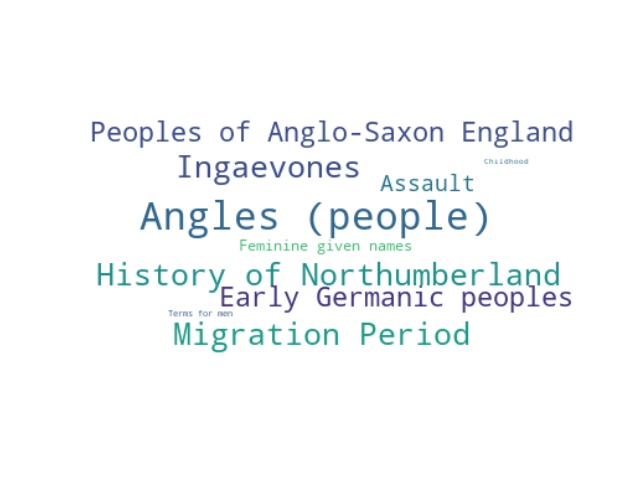 Peoples of Anglo-Saxon England
Ingaevones
Childhood
Assault
Angles (people)
Feminine given names
History of Northumberland
Early Germanic peoples
Terms for men
Migration Period